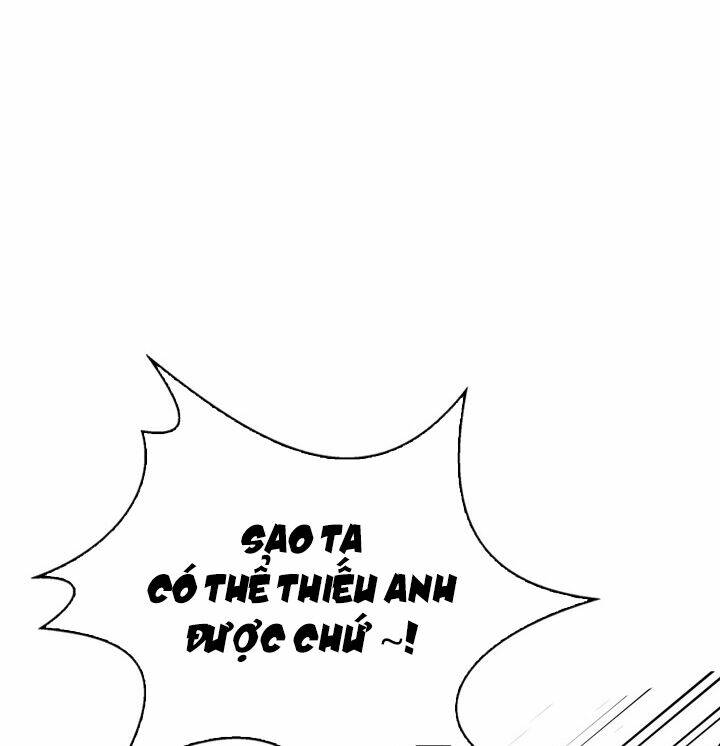 SAO TA
CÓ THỂ THIẾU ANH
ĐƯỢC CHỨ ~!